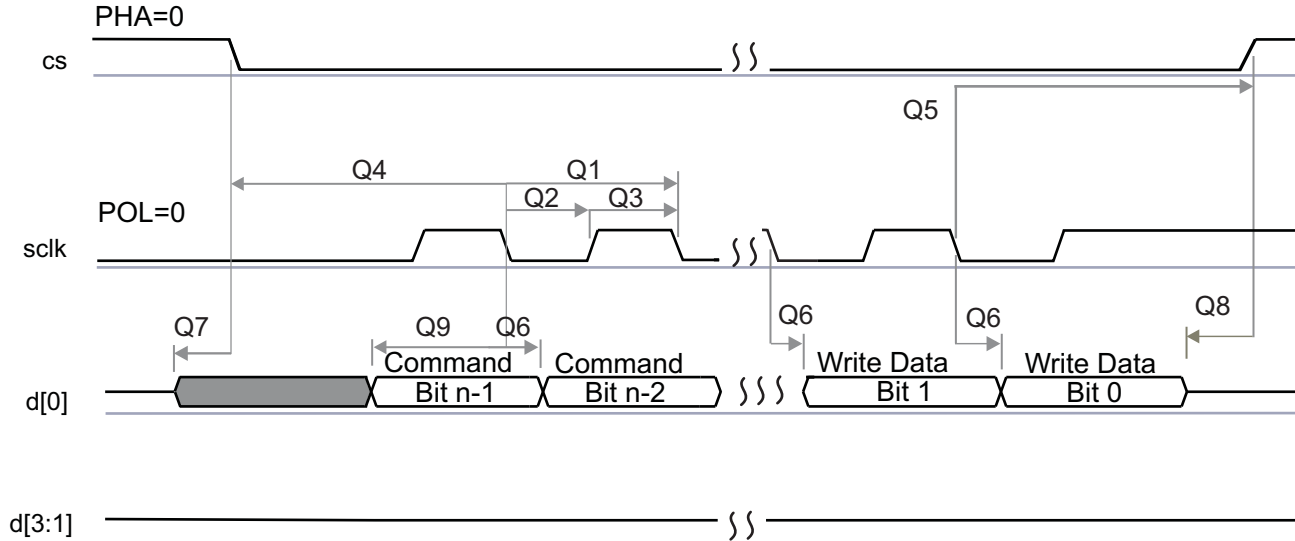 PHA=0
cs
Q5
Q4 Q1
Q2 Q3
POL=0
sclk
Q7 Q9 Q6 Q6 Q6 Q8
Command Command Write Data Write Data
d[0] Bit n-1 Bit n-2 Bit 1 Bit 0
d[3:1]